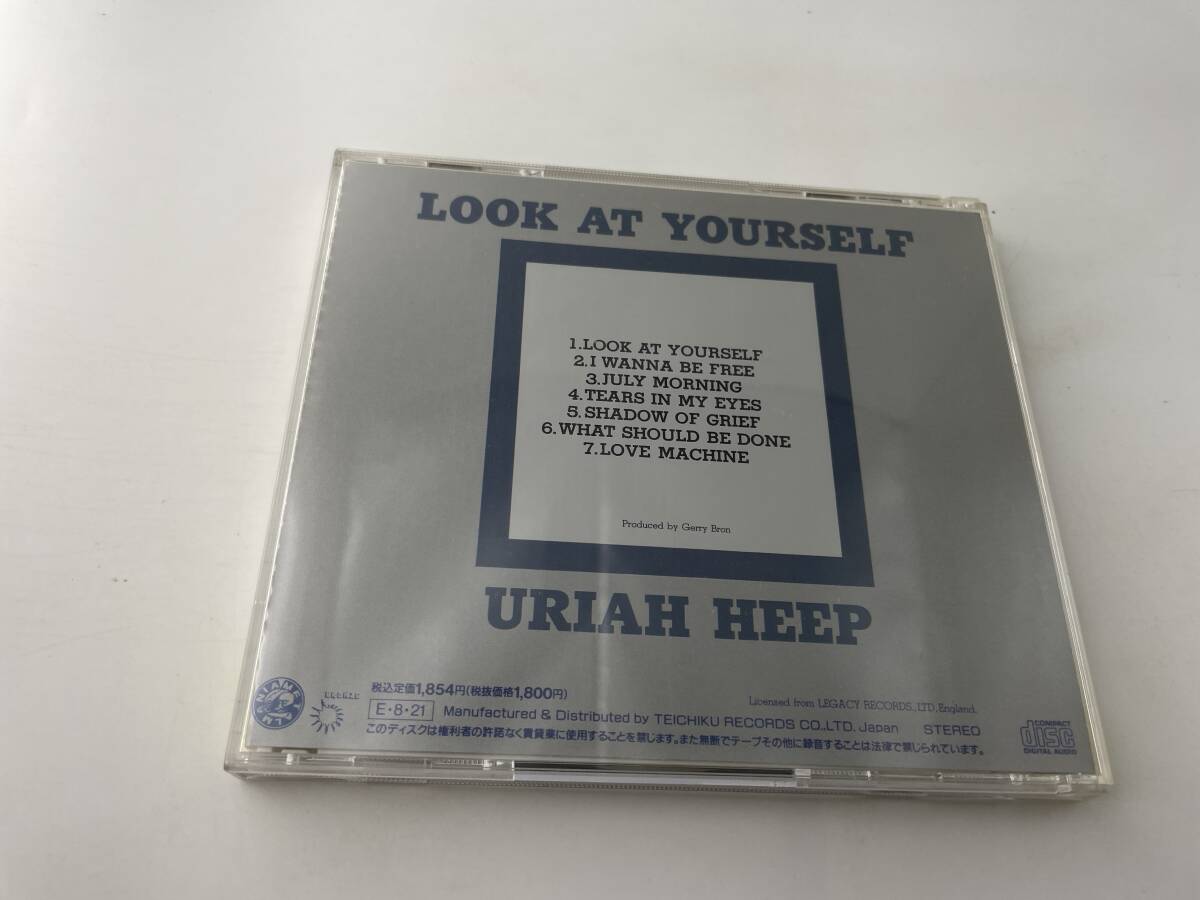 LOOK AT YOURSELF
1.LOOK AT YOURSELF
2.I WANNA BE FREE
3.JULY MORNING
4.TEARS IN MY EYES
5.SHADOW OF GRIEF
6.WHAT SHOULD BE DONE
7.LOVE MACHINE
Produced by Gerry Bron
URIAH HEEP
税込定価1,854円(税抜価格1,800円)
Licensed from LEGACY RECORDS.,LTD,England.
E・8・21 Manufactured & Distributed by TEICHIKU RECORDS CO.,LTD. Japan STEREO
このディスクは権利者の許諾なく賃貸業に使用することを禁じます。また無断でテープその他に録音することは法律で禁じられています。
COMPACT
disc
DIGITAL AUDIO